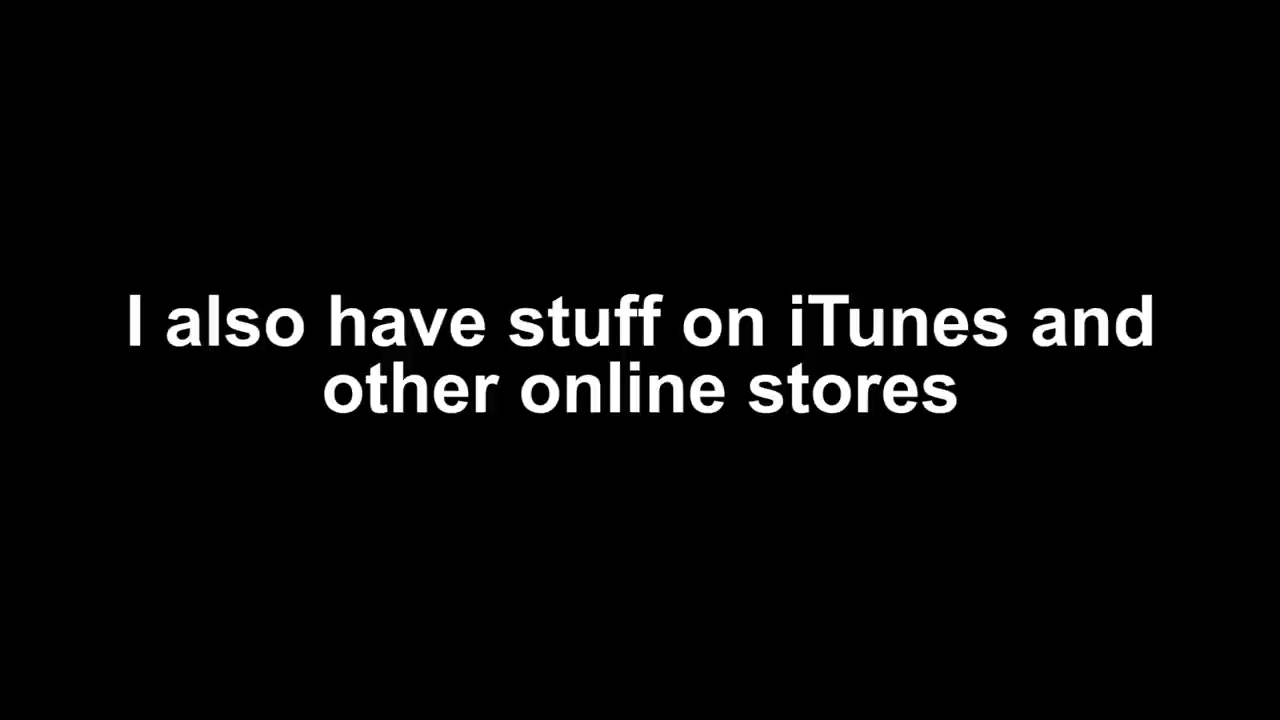 I also have stuff on iTunes and
other online stores